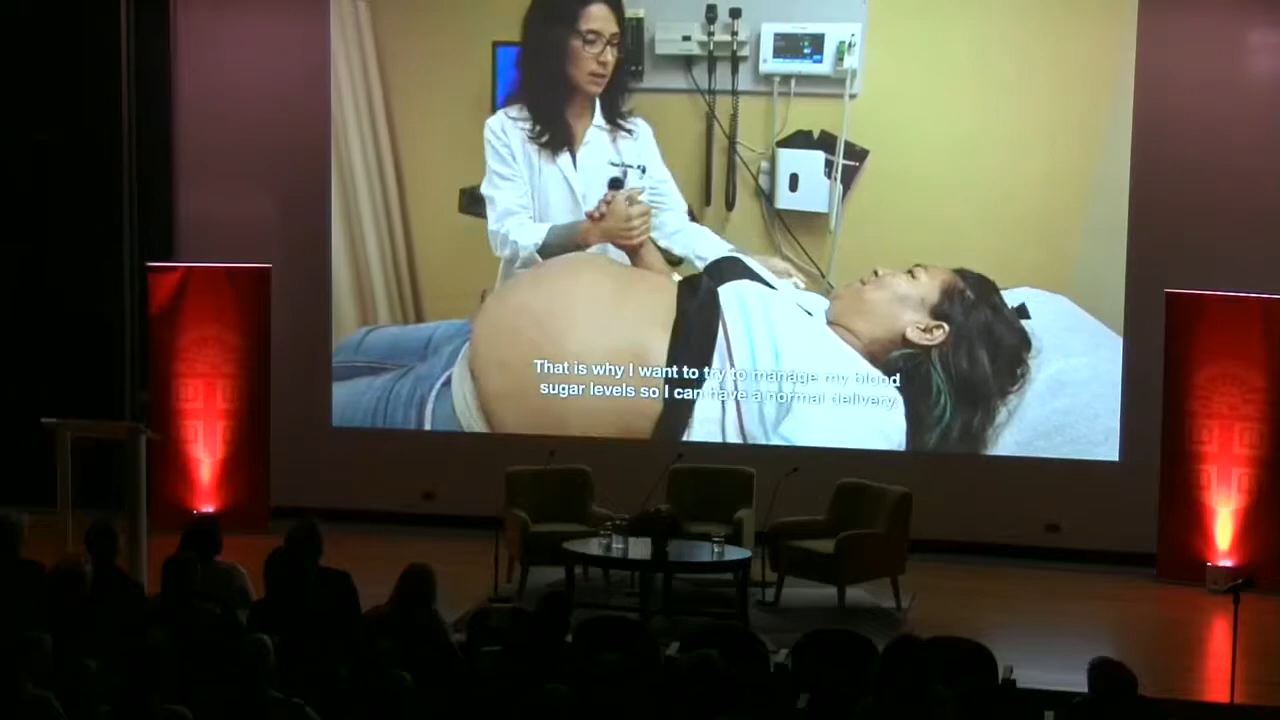 That is why I want to try to manage my blood
sugar levels so I can have a normal delivery.